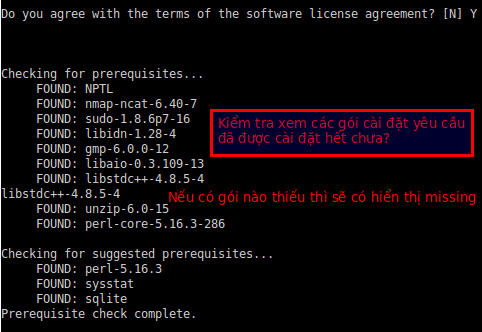 Do you agree with the terms of the software license agreement? [N] Y
Checking for prerequisites...
FOUND: NPTL
FOUND: nmap-ncat-6.40-7
FOUND: sudo-1.8.6p7-16
FOUND: libidn-1.28-4
FOUND: gmp-6.0.0-12
FOUND: libaio-0.3.109-13
FOUND: libstdc++-4.8.5-4
libstdc++-4.8.5-4
FOUND: unzip-6.0-15
FOUND: perl-core-5.16.3-286
Kiểm tra xem các gói cài đặt yêu cầu
đã được cài đặt hết chưa?
Nếu có gói nào thiếu thì sẽ có hiển thị missing
Checking for suggested prerequisites...
FOUND: perl-5.16.3
FOUND: sysstat
FOUND: sqlite
Prerequisite check complete.